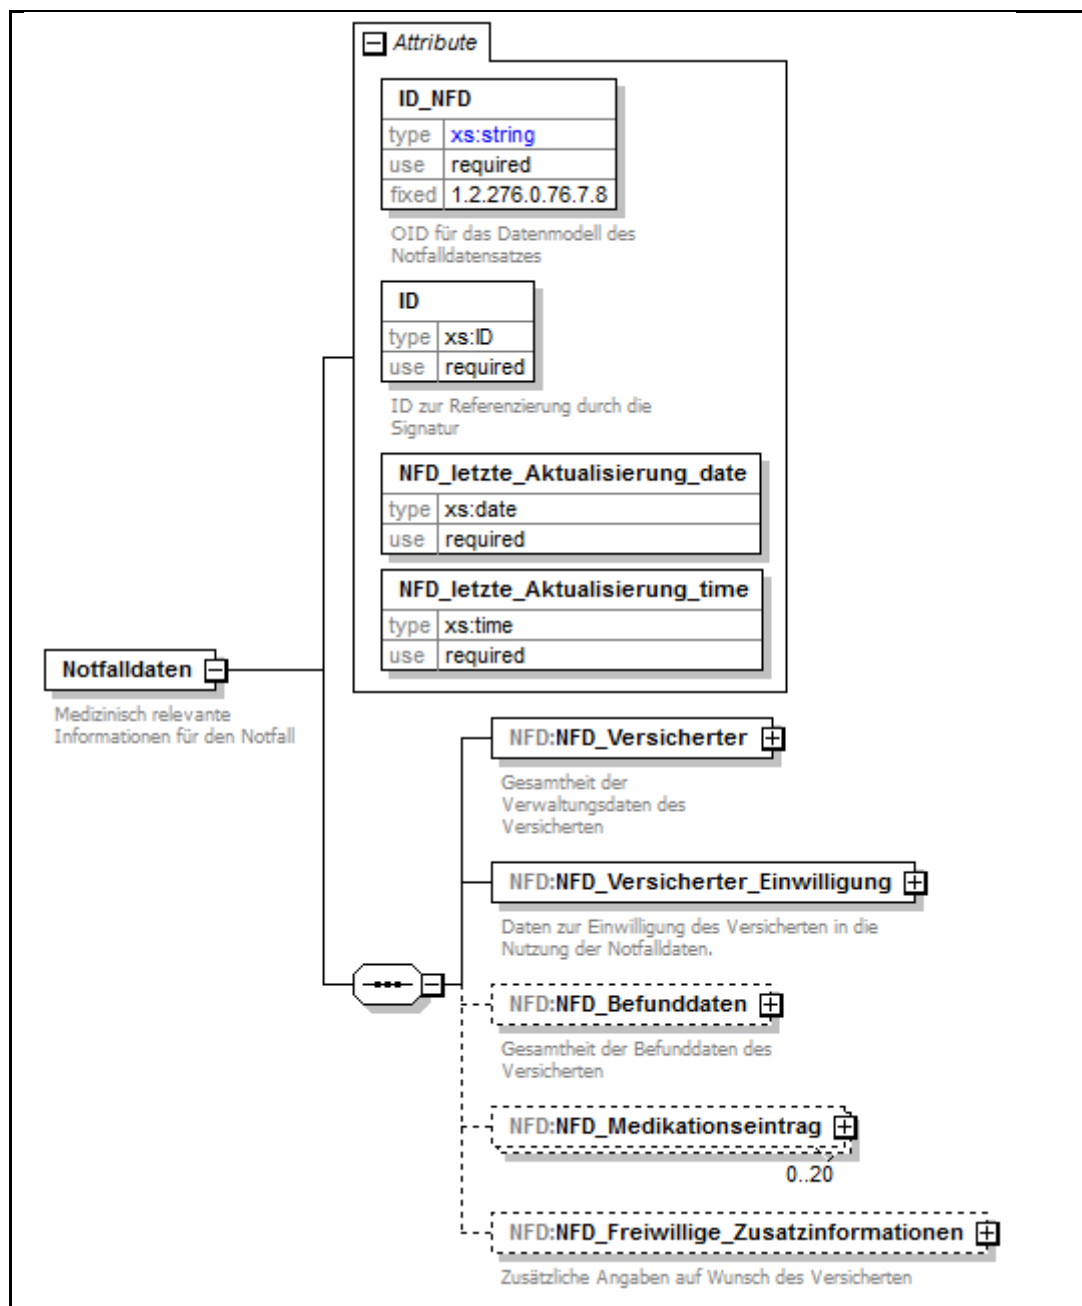 Attribute
ID_NFD
type xs:string
use required
fixed 1.2.276.0.76.7.8
OID für das Datenmodell des
Notfalldatensatzes
ID
type xs:ID
use required
ID zur Referenzierung durch die
Signatur
NFD_letzte_Aktualisierung_date
type xs:date
use required
NFD_letzte_Aktualisierung_time
type xs:time
use required
Notfalldaten
Medizinisch relevante
Informationen für den Notfall
NFD:NFD_Versicherter
Gesamtheit der
Verwaltungsdaten des
Versicherten
NFD:NFD_Versicherter_Einwilligung
Daten zur Einwilligung des Versicherten in die
Nutzung der Notfalldaten.
NFD:NFD_Befunddaten
Gesamtheit der Befunddaten des
Versicherten
NFD:NFD_Medikationseintrag
0..20
NFD:NFD_Freiwillige_Zusatzinformationen
Zusätzliche Angaben auf Wunsch des Versicherten